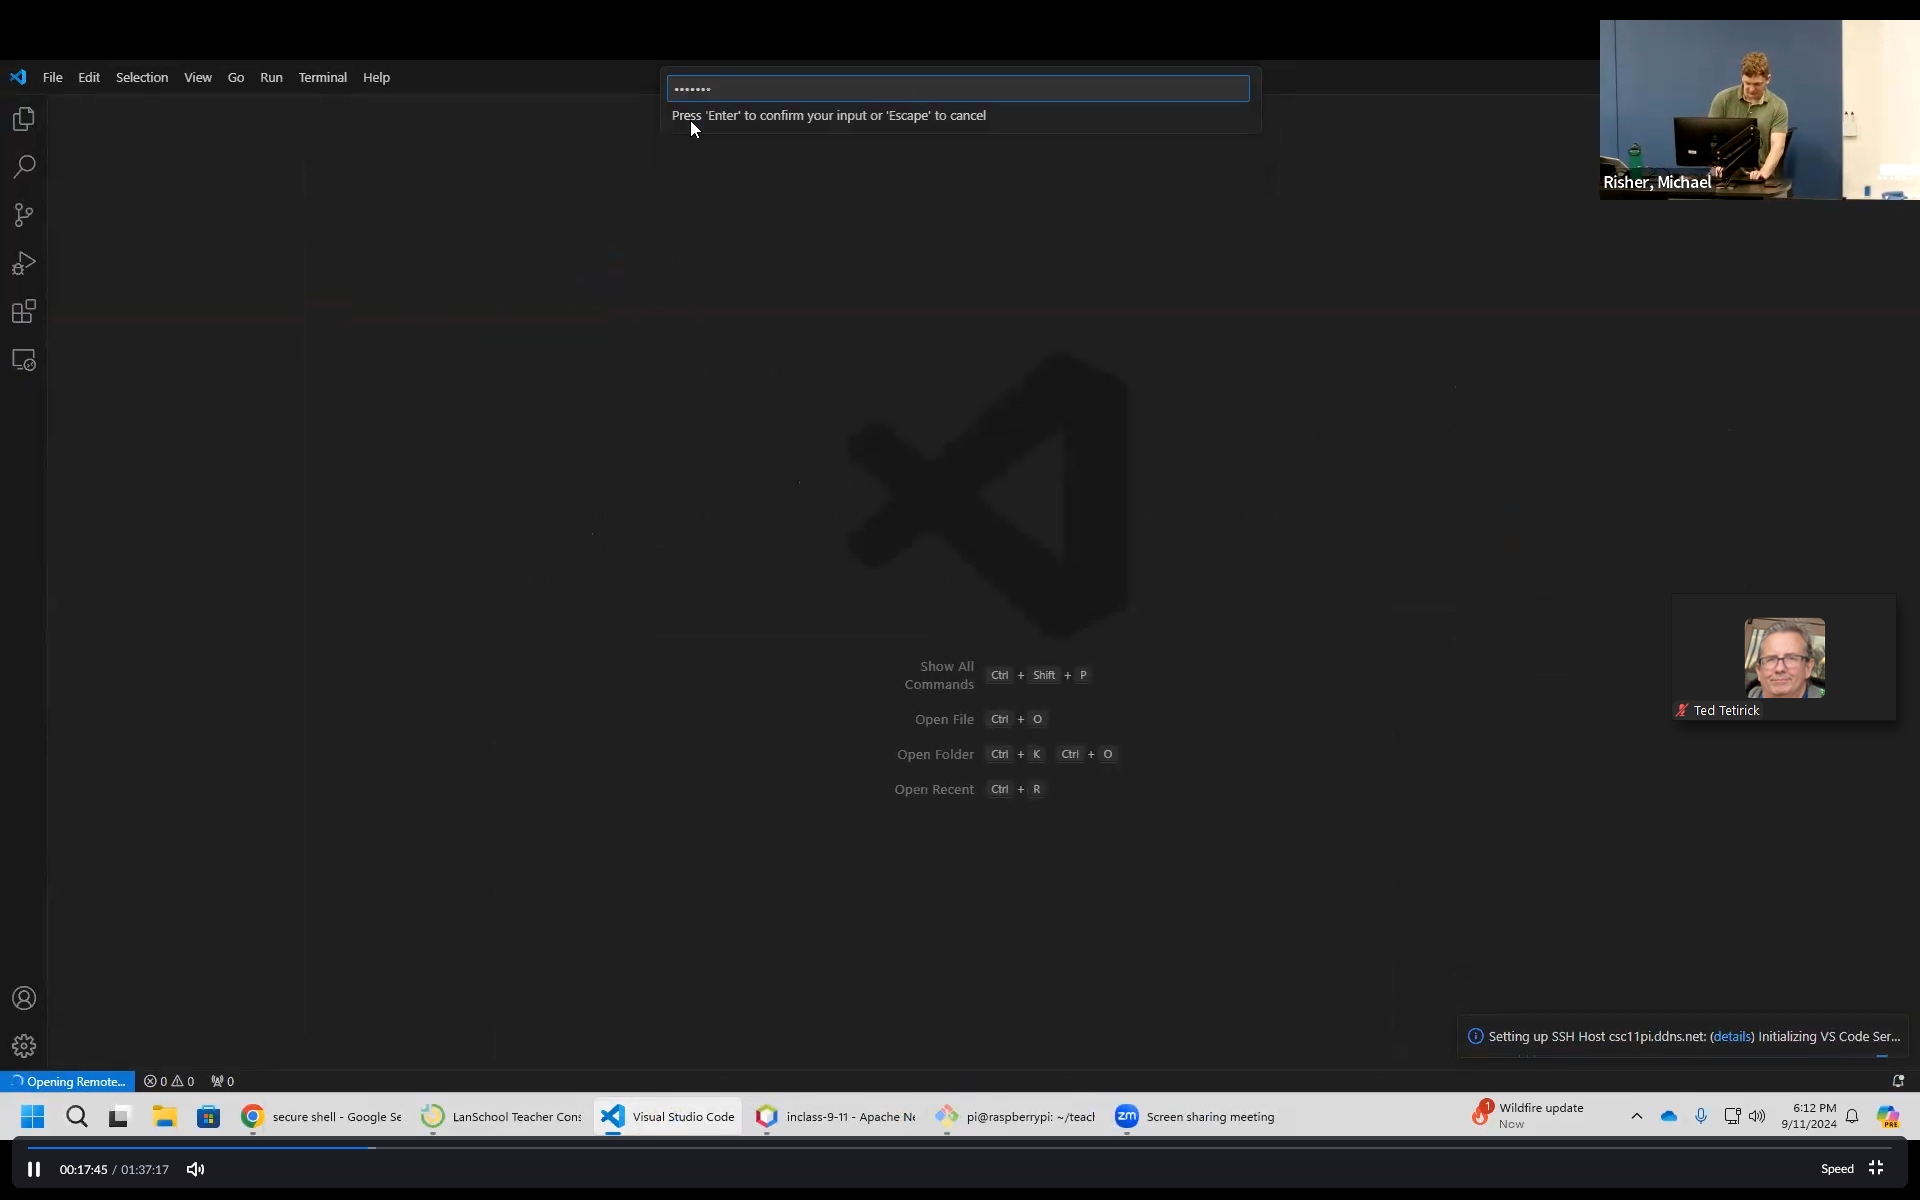 File Edit Selection View Go Run Terminal Help
•••••••
Press 'Enter' to confirm your input or 'Escape' to cancel
Risher, Michael
Show All
Commands
Ctrl + Shift + P
Open File Ctrl + O
Open Folder Ctrl + K Ctrl + O
Open Recent Ctrl + R
Ted Tetirick
Setting up SSH Host csc11pi.ddns.net: (details) Initializing VS Code Ser...
Opening Remote... 0 0 0
secure shell - Google Se
LanSchool Teacher Cons
Visual Studio Code
inclass-9-11 - Apache Ne
pi@raspberrypi: ~/teach
zm Screen sharing meeting
1
Wildfire update
Now
6:12 PM
9/11/2024
PRE
00:17:45 / 01:37:17
Speed